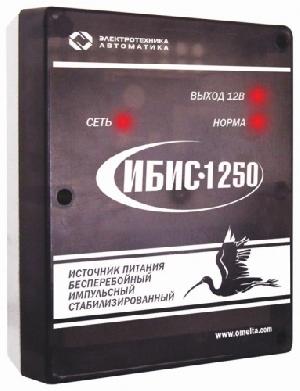 ЭЛЕКТРОТЕХНИКА
АВТОМАТИКА
ВЫХОД 12В
СЕТЬ НОРМА
ИБИС·1250
ИСТОЧНИК ПИТАНИЯ
БЕСПЕРЕБОЙНЫЙ
ИМПУЛЬСНЫЙ
СТАБИЛИЗИРОВАННЫЙ
www.omelta.com